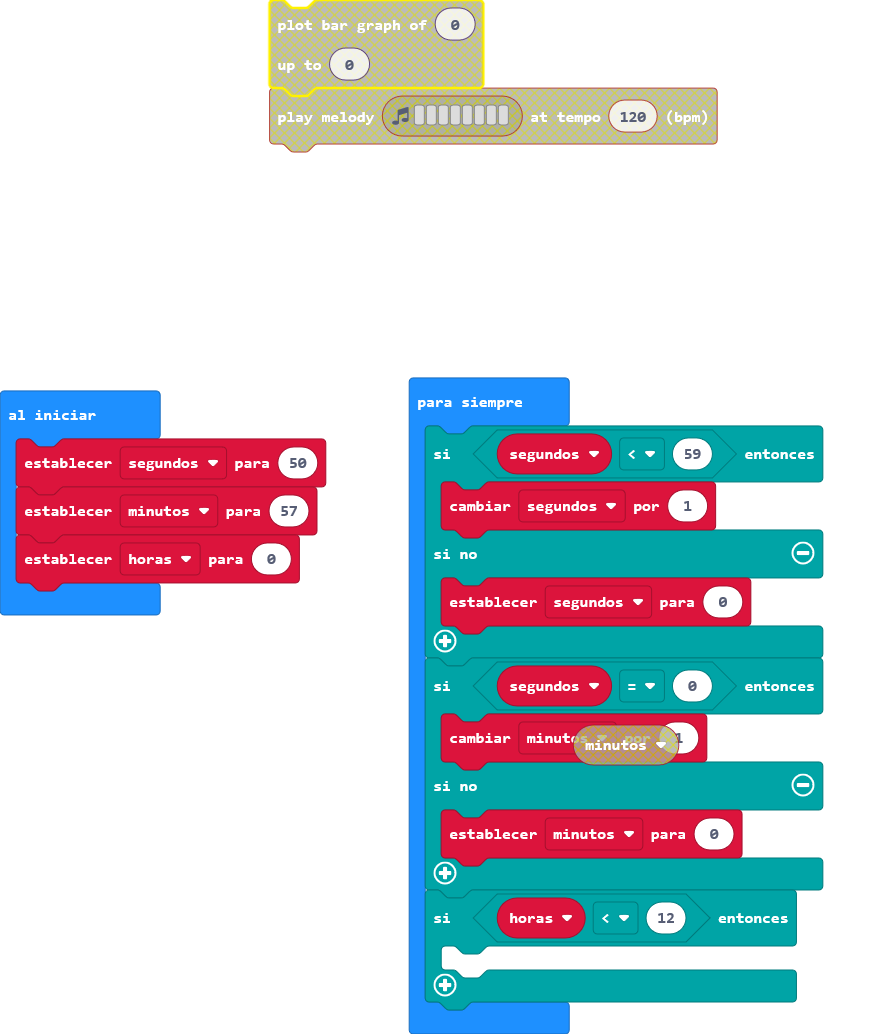 plot bar graph of 0
up to 0
play melody at tempo 120 (bpm)
al iniciar
establecer segundos para 50
establecer minutos para 57
establecer horas para 0
para siempre
si segundos < 59 entonces
cambiar segundos por 1
si no
establecer segundos para 0
si segundos = 0 entonces
cambiar minutos por 1
minutos
si no
establecer minutos para 0
si horas < 12 entonces